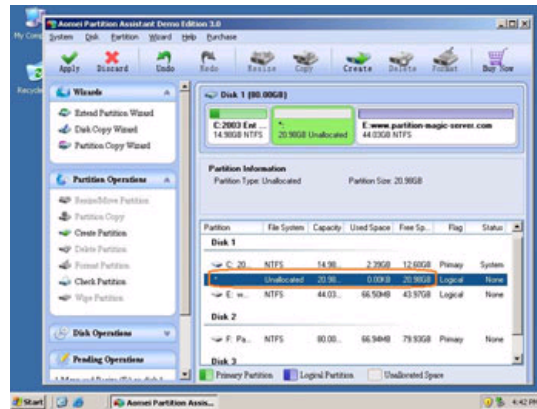 My Comp
Recycle
Aomei Partition Assistant Demo Edition 3.0
System Disk Partition Wizard Help Purchase
Apply Discard Undo Redo Resize Copy Create Delete Format Buy Now
Wizards
Extend Partition Wizard
Disk Copy Wizard
Partition Copy Wizard
Partition Operations
Resize/Move Partition
Partition Copy
Create Partition
Delete Partition
Format Partition
Check Partition
Wipe Partition
Disk Operations
Pending Operations
Disk 1 (80.00GB)
C:2003 Ent ...
14.98GB NTFS
*:
20.98GB Unallocated
E:www.partition-magic-server.com
44.03GB NTFS
Partition Information
Partition Type: Unallocated Partition Size: 20.98GB
Partition File System Capacity Used Space Free Sp... Flag Status
Disk 1
C: 20... NTFS 14.98... 2.39GB 12.60GB Primary System
*: Unallocated 20.98... 0.00KB 20.98GB Logical None
E: w... NTFS 44.03... 66.50MB 43.97GB Logical None
Disk 2
F: Pa... NTFS 80.00... 66.94MB 79.93GB Primary None
Disk 3
Primary Partition Logical Partition Unallocated Space
Start Aomei Partition Assis... 4:42 PM